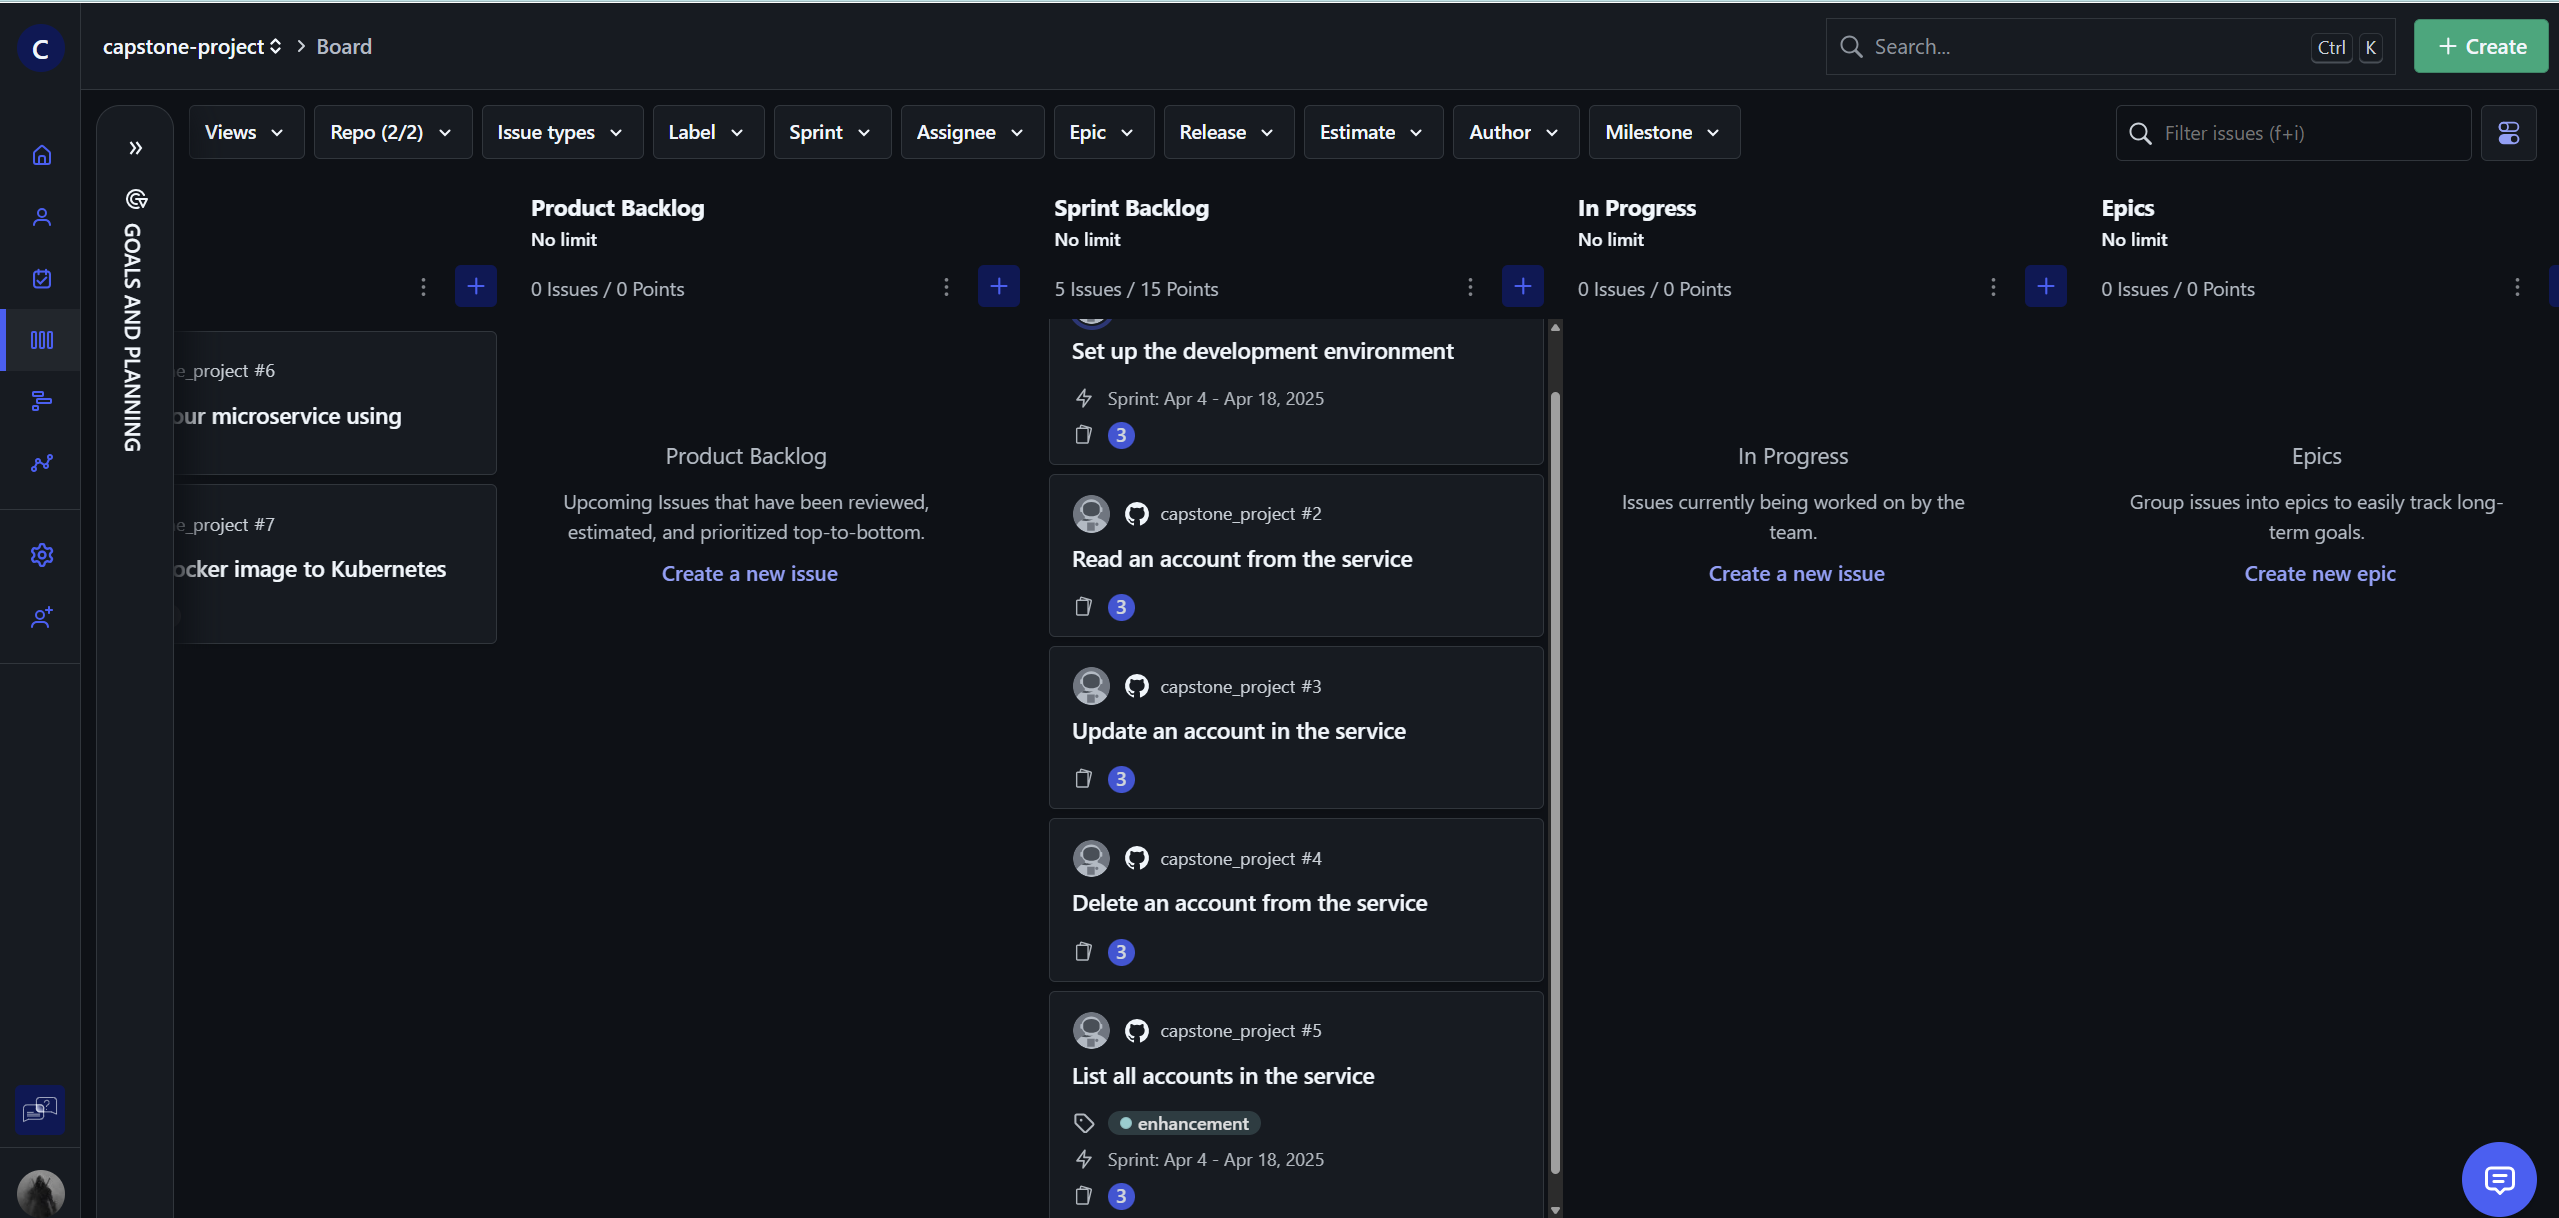 C
capstone-project > Board
Search...
Ctrl K
+ Create
GOALS AND PLANNING
Views
Repo (2/2)
Issue types
Label
Sprint
Assignee
Epic
Release
Estimate
Author
Milestone
Filter issues (f+i)
e_project #6
our microservice using
e_project #7
ocker image to Kubernetes
Product Backlog
No limit
0 Issues / 0 Points
Product Backlog
Upcoming Issues that have been reviewed,
estimated, and prioritized top-to-bottom.
Create a new issue
Sprint Backlog
No limit
5 Issues / 15 Points
Set up the development environment
Sprint: Apr 4 - Apr 18, 2025
3
capstone_project #2
Read an account from the service
3
capstone_project #3
Update an account in the service
3
capstone_project #4
Delete an account from the service
3
capstone_project #5
List all accounts in the service
enhancement
Sprint: Apr 4 - Apr 18, 2025
3
In Progress
No limit
0 Issues / 0 Points
In Progress
Issues currently being worked on by the
team.
Create a new issue
Epics
No limit
0 Issues / 0 Points
Epics
Group issues into epics to easily track long-
term goals.
Create new epic